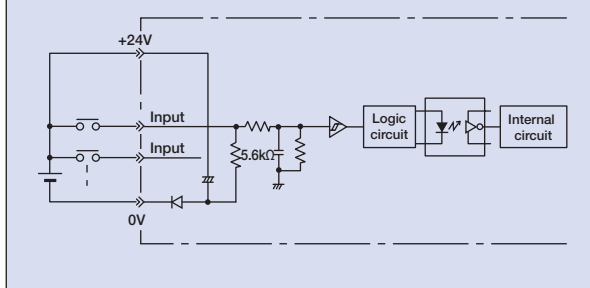 +24V
Input
Input
5.6kΩ
0V
Logic
circuit
Internal
circuit